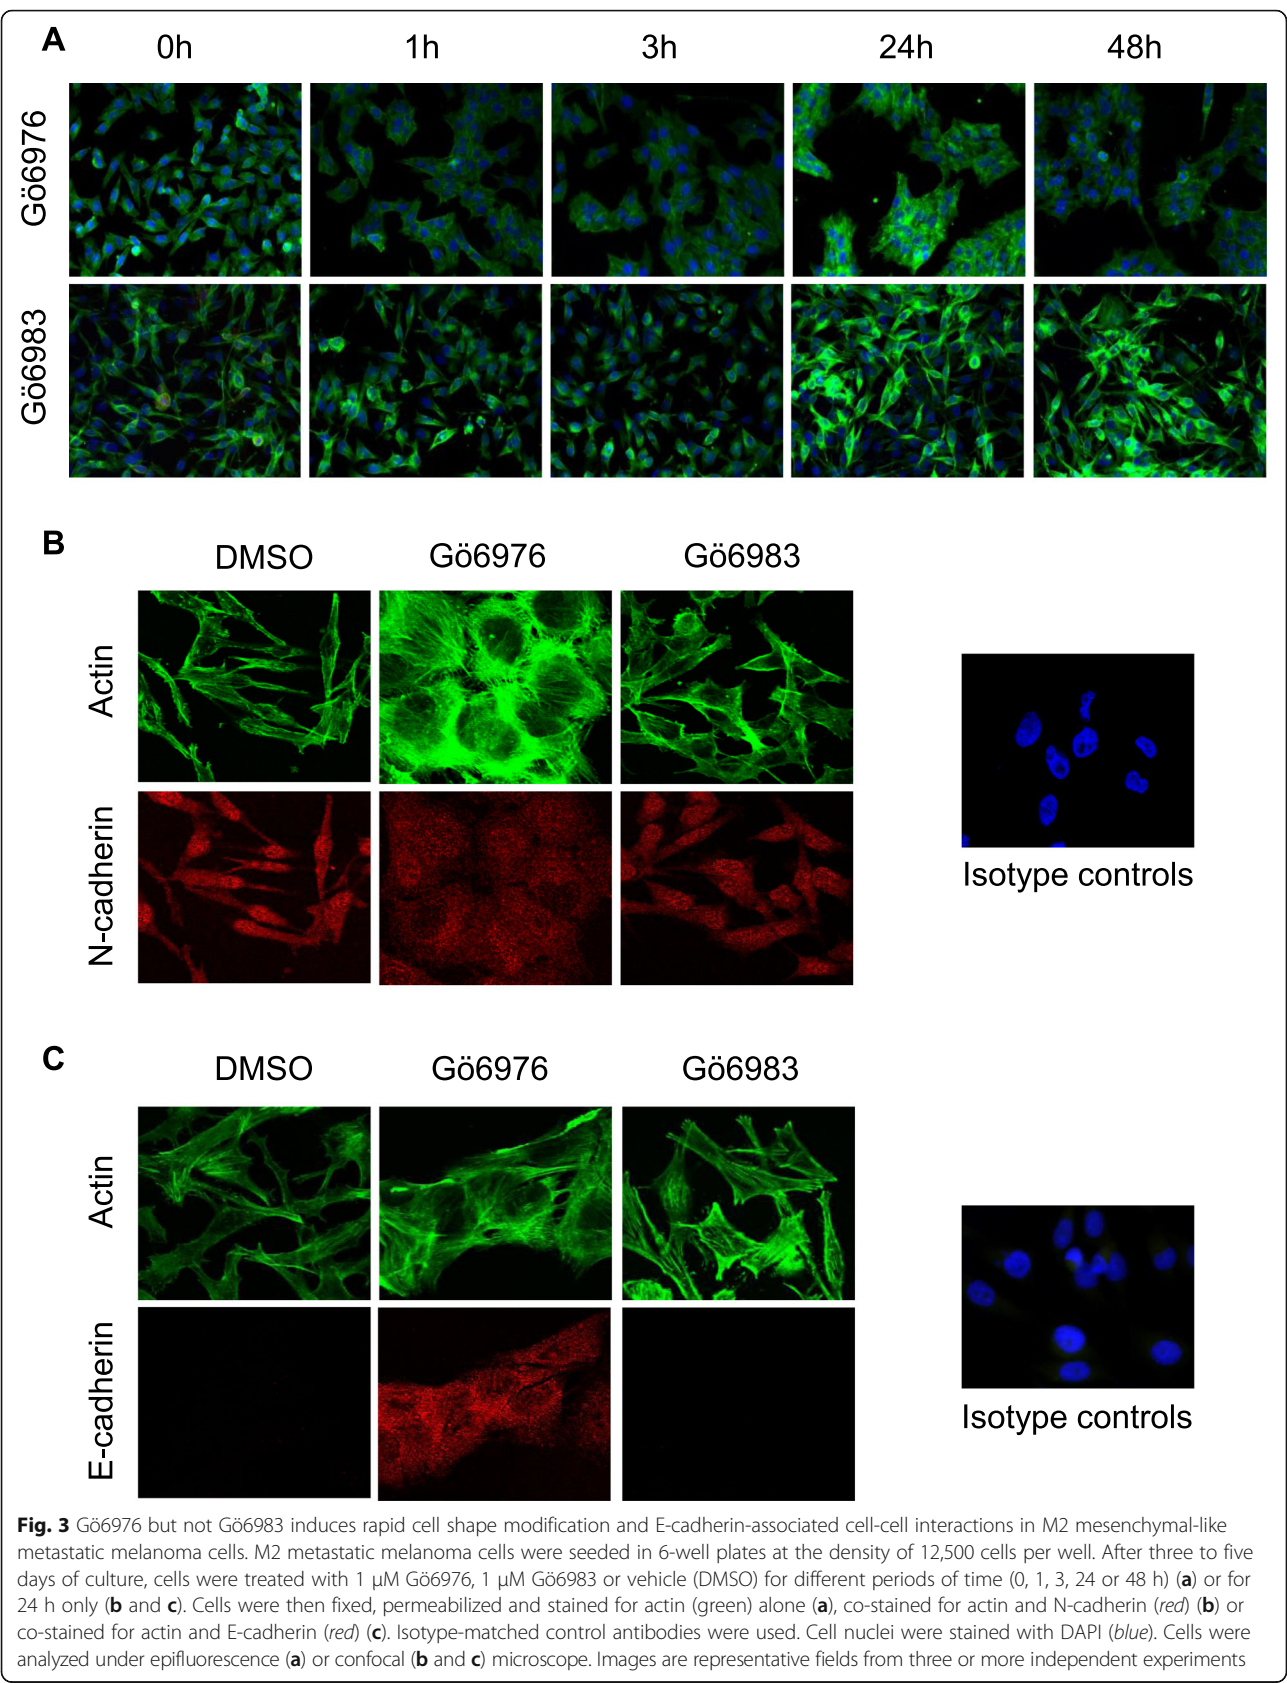 A
0h 1h 3h 24h 48h
Gö6976
Gö6983
B
DMSO Gö6976 Gö6983
Actin
N-cadherin
Isotype controls
C
DMSO Gö6976 Gö6983
Actin
E-cadherin
Isotype controls
Fig. 3 Gö6976 but not Gö6983 induces rapid cell shape modification and E-cadherin-associated cell-cell interactions in M2 mesenchymal-like
metastatic melanoma cells. M2 metastatic melanoma cells were seeded in 6-well plates at the density of 12,500 cells per well. After three to five
days of culture, cells were treated with 1 μM Gö6976, 1 μM Gö6983 or vehicle (DMSO) for different periods of time (0, 1, 3, 24 or 48 h) (a) or for
24 h only (b and c). Cells were then fixed, permeabilized and stained for actin (green) alone (a), co-stained for actin and N-cadherin (red) (b) or
co-stained for actin and E-cadherin (red) (c). Isotype-matched control antibodies were used. Cell nuclei were stained with DAPI (blue). Cells were
analyzed under epifluorescence (a) or confocal (b and c) microscope. Images are representative fields from three or more independent experiments